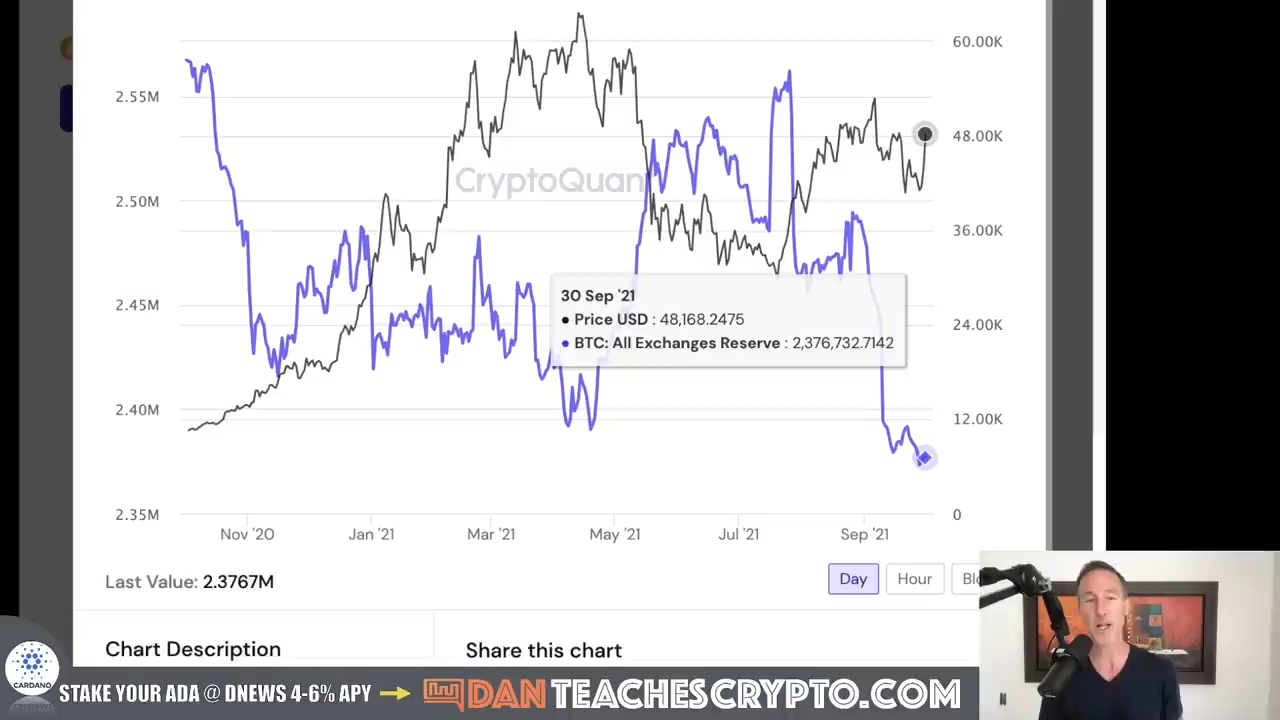 60.00K
2.55M
48.00K
CryptoQuant
2.50M
36.00K
30 Sep '21
Price USD : 48,168.2475
BTC: All Exchanges Reserve : 2,376,732.7142
2.45M
24.00K
2.40M
12.00K
2.35M
0
Nov '20 Jan '21 Mar '21 May '21 Jul '21 Sep '21
Last Value: 2.3767M
Day Hour
Chart Description Share this chart
CARDANO
STAKE YOUR ADA @ DNEWS 4-6% APY
DAN TEACHESCRYPTO.COM